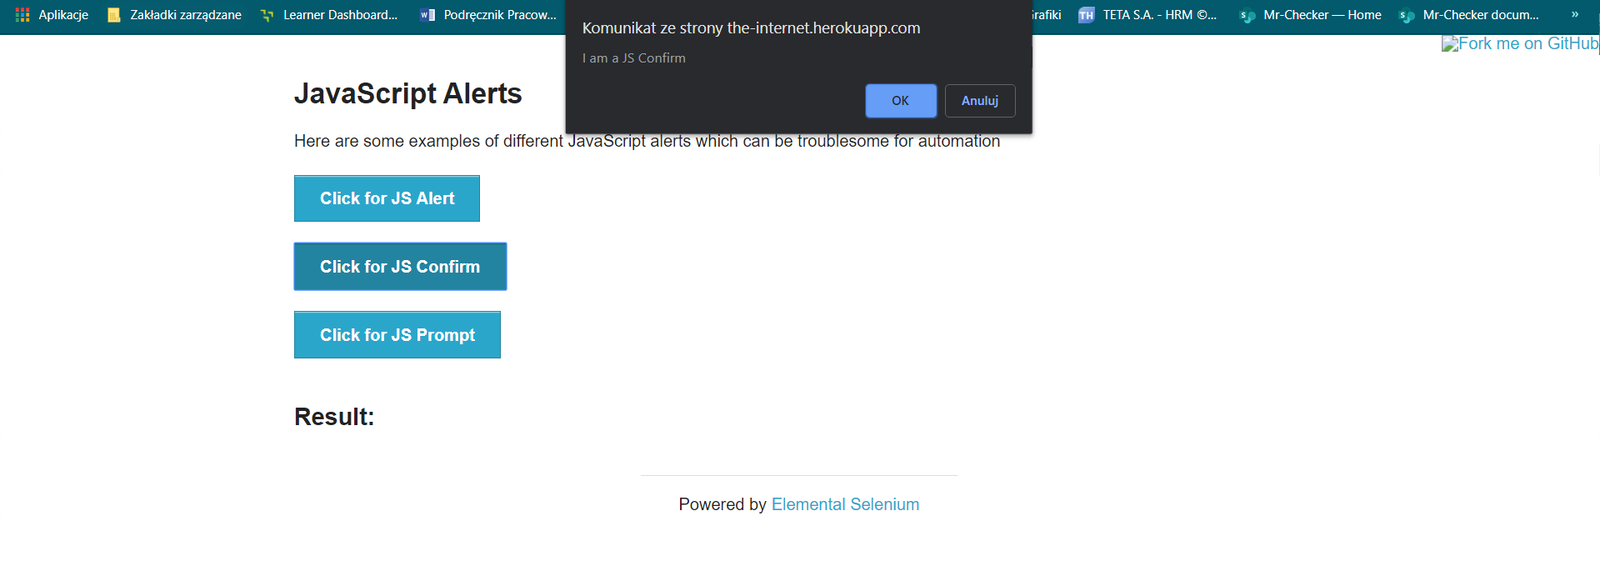 Aplikacje Zakładki zarządzane Learner Dashboard... Podręcznik Pracow... Grafiki TH TETA S.A. - HRM ©... Mr-Checker — Home Mr-Checker docum... »
Komunikat ze strony the-internet.herokuapp.com
I am a JS Confirm
OK Anuluj
Fork me on GitHub
JavaScript Alerts
Here are some examples of different JavaScript alerts which can be troublesome for automation
Click for JS Alert
Click for JS Confirm
Click for JS Prompt
Result:
Powered by Elemental Selenium